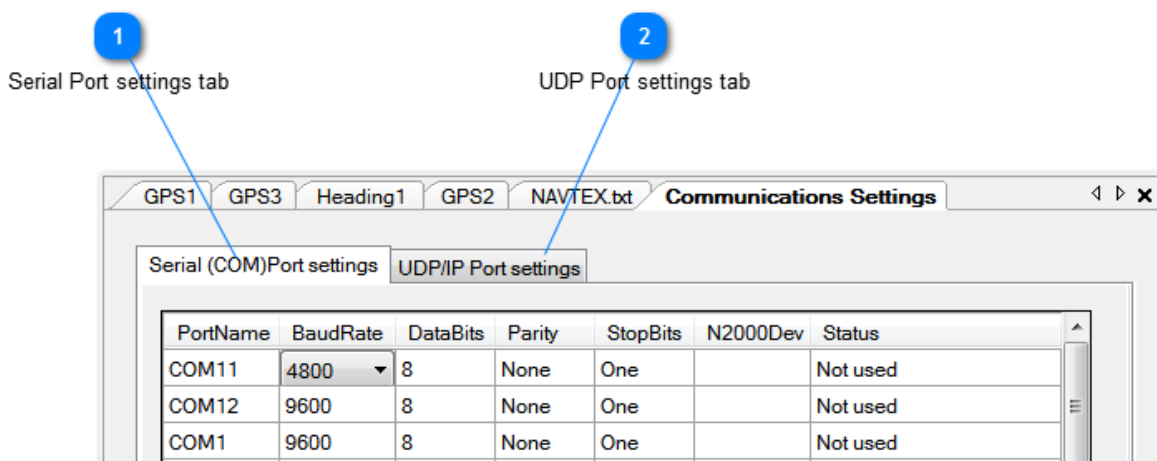 1 2
Serial Port settings tab UDP Port settings tab
GPS1 GPS3 Heading1 GPS2 NAVTEX.txt Communications Settings
Serial (COM)Port settings UDP/IP Port settings
PortName BaudRate DataBits Parity StopBits N2000Dev Status
COM11 4800 8 None One Not used
COM12 9600 8 None One Not used
COM1 9600 8 None One Not used